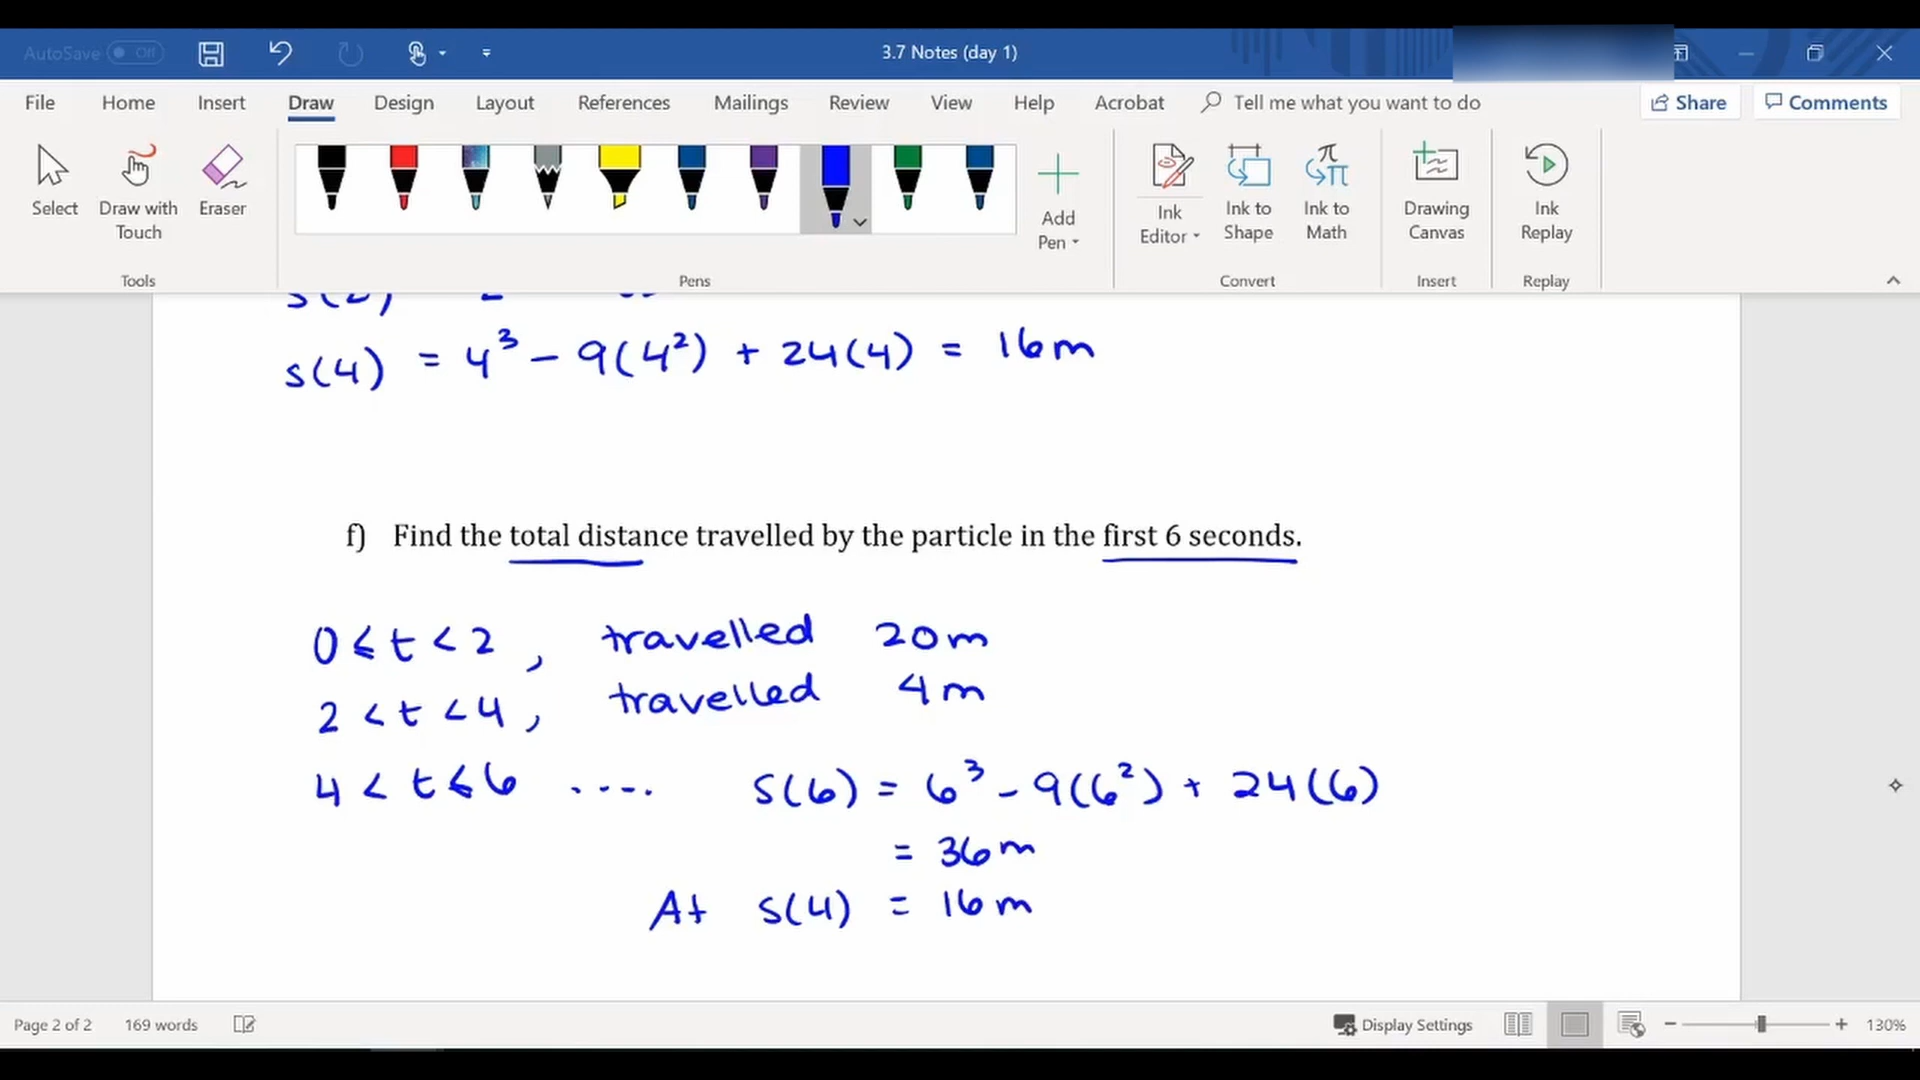 AutoSave Off
3.7 Notes (day 1)
File Home Insert Draw Design Layout References Mailings Review View Help Acrobat Tell me what you want to do Share Comments
Select
Draw with Touch
Eraser
Add Pen
Ink Editor
Ink to Shape
Ink to Math
Drawing Canvas
Ink Replay
Tools Pens Convert Insert Replay
s(4) = 4³ - 9(4²) + 24(4) = 16m
f) Find the total distance travelled by the particle in the first 6 seconds.
0 ≤ t < 2, travelled 20m
2 < t < 4, travelled 4m
4 < t ≤ 6 .... s(6) = 6³ - 9(6²) + 24(6)
= 36m
At s(4) = 16m
Page 2 of 2 169 words Display Settings 130%